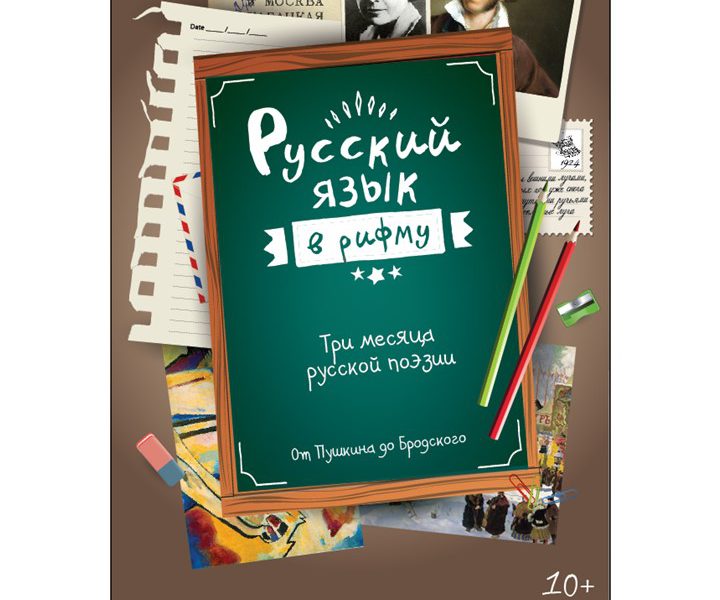 МОСКВА
Date
Русский
язык
в рифму
1924
Три месяца
русской поэзии
От Пушкина до Бродского
10+